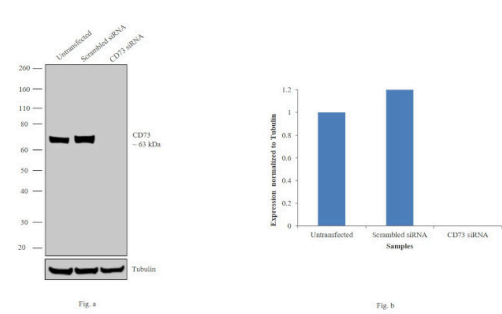 Untransfected
Scrambled siRNA
CD73 siRNA
260
160
110
80
60
50
40
30
20
CD73
~ 63 kDa
Tubulin
Fig. a
Expression normalized to Tubulin
1.2
1
0.8
0.6
0.4
0.2
0
Untransfected
Scrambled siRNA
CD73 siRNA
Samples
Fig. b